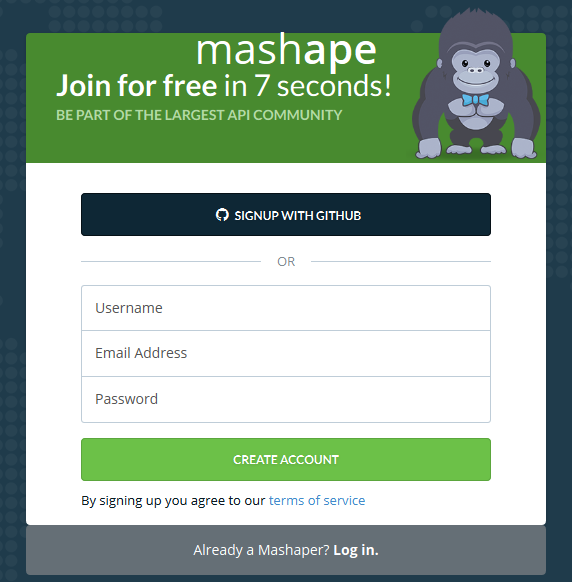 mashape
Join for free in 7 seconds!
BE PART OF THE LARGEST API COMMUNITY
SIGNUP WITH GITHUB
OR
Username
Email Address
Password
CREATE ACCOUNT
By signing up you agree to our terms of service
Already a Mashaper? Log in.